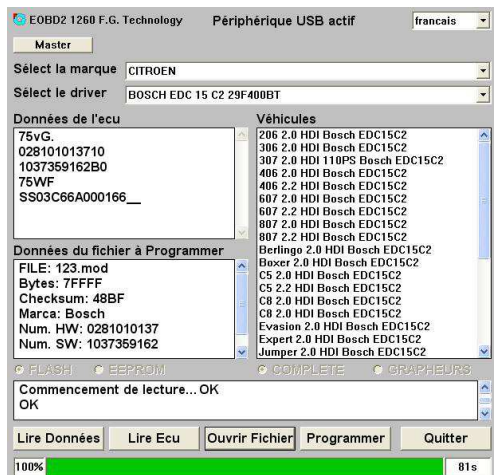 EOBD2 1260 F.G. Technology
Périphérique USB actif
francais
Master
Sélect la marque
CITROEN
Sélect le driver
BOSCH EDC 15 C2 29F400BT
Données de l'ecu
75vG.
028101013710
1037359162B0
75WF
SS03C66A000166__
Véhicules
206 2.0 HDI Bosch EDC15C2
306 2.0 HDI Bosch EDC15C2
307 2.0 HDI 110PS Bosch EDC15C2
406 2.0 HDI Bosch EDC15C2
406 2.2 HDI Bosch EDC15C2
607 2.0 HDI Bosch EDC15C2
607 2.2 HDI Bosch EDC15C2
807 2.0 HDI Bosch EDC15C2
807 2.2 HDI Bosch EDC15C2
Berlingo 2.0 HDI Bosch EDC15C2
Boxer 2.0 HDI Bosch EDC15C2
C5 2.0 HDI Bosch EDC15C2
C5 2.2 HDI Bosch EDC15C2
C8 2.0 HDI Bosch EDC15C2
C8 2.0 HDI Bosch EDC15C2
Evasion 2.0 HDI Bosch EDC15C2
Expert 2.0 HDI Bosch EDC15C2
Jumper 2.0 HDI Bosch EDC15C2
Données du fichier à Programmer
FILE: 123.mod
Bytes: 7FFFF
Checksum: 48BF
Marca: Bosch
Num. HW: 0281010137
Num. SW: 1037359162
FLASH EEPROM
COMPLETE GRAPHEURS
Commencement de lecture... OK
OK
Lire Données
Lire Ecu
Ouvrir Fichier
Programmer
Quitter
100%
81s